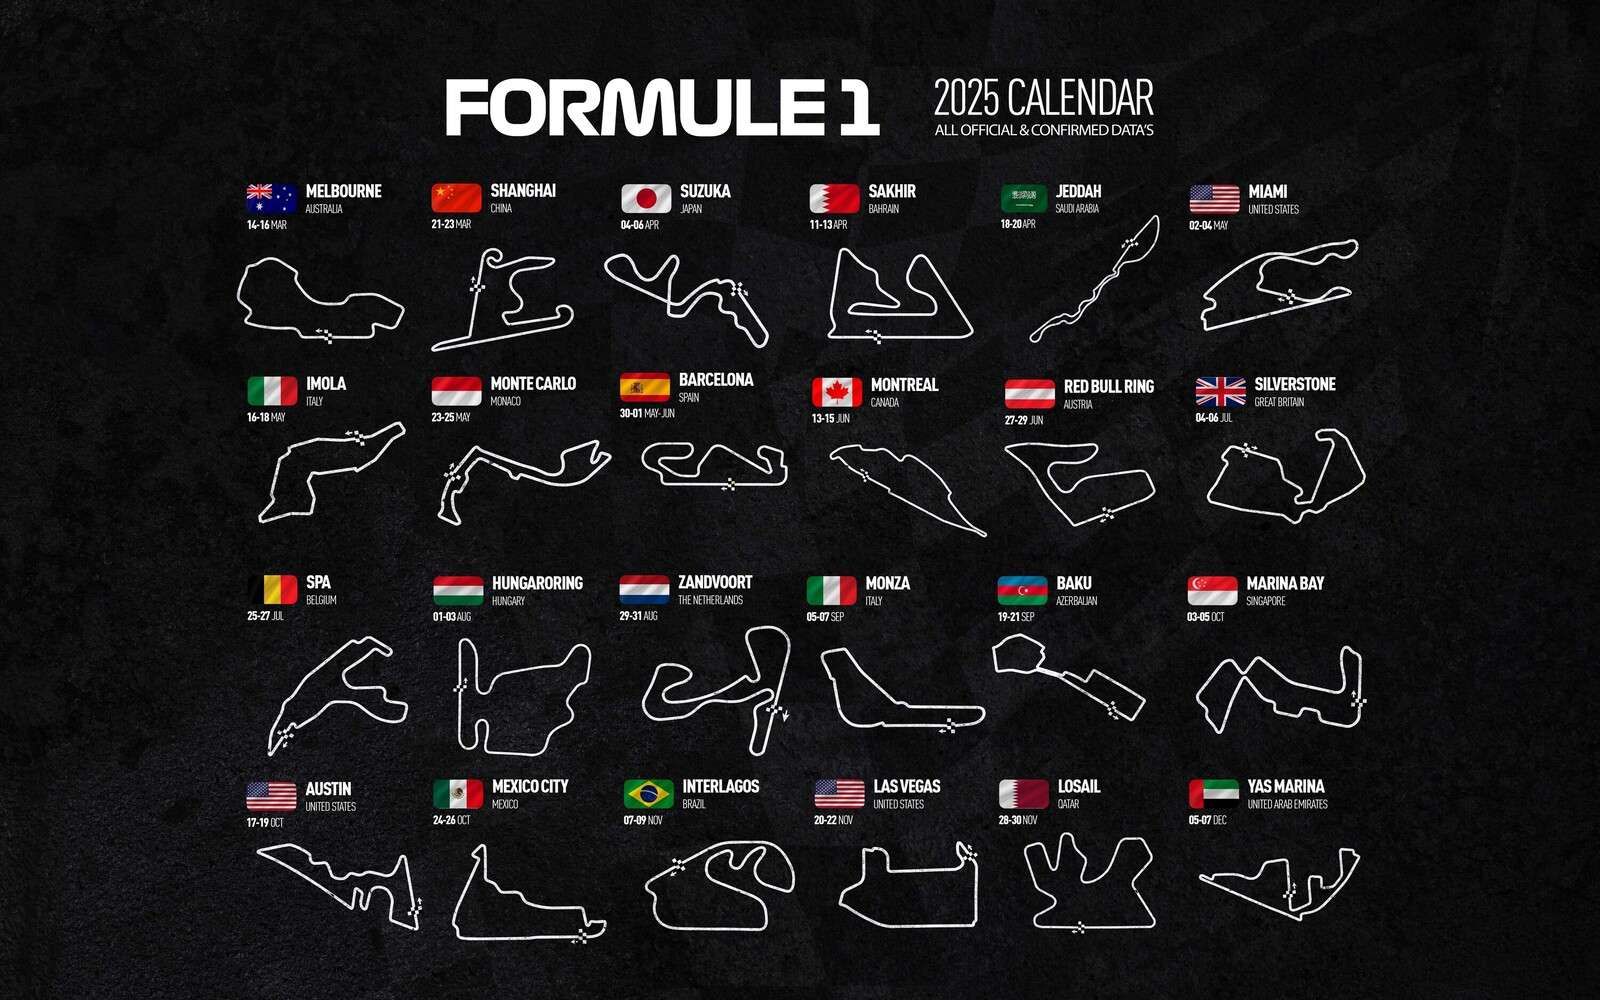 FORMULE 1
2025 CALENDAR
ALL OFFICIAL & CONFIRMED DATA'S
MELBOURNE
AUSTRALIA
14-16 MAR
SHANGHAI
CHINA
21-23 MAR
SUZUKA
JAPAN
04-06 APR
SAKHIR
BAHRAIN
11-13 APR
JEDDAH
SAUDI ARABIA
18-20 APR
MIAMI
UNITED STATES
02-04 MAY
IMOLA
ITALY
16-18 MAY
MONTE CARLO
MONACO
23-25 MAY
BARCELONA
SPAIN
30-01 MAY-JUN
MONTREAL
CANADA
13-15 JUN
RED BULL RING
AUSTRIA
27-29 JUN
SILVERSTONE
GREAT BRITAIN
04-06 JUL
SPA
BELGIUM
25-27 JUL
HUNGARORING
HUNGARY
01-03 AUG
ZANDVOORT
THE NETHERLANDS
29-31 AUG
MONZA
ITALY
05-07 SEP
BAKU
AZERBAIJAN
19-21 SEP
MARINA BAY
SINGAPORE
03-05 OCT
AUSTIN
UNITED STATES
17-19 OCT
MEXICO CITY
MEXICO
24-26 OCT
INTERLAGOS
BRAZIL
07-09 NOV
LAS VEGAS
UNITED STATES
20-22 NOV
LOSAIL
QATAR
28-30 NOV
YAS MARINA
UNITED ARAB EMIRATES
05-07 DEC